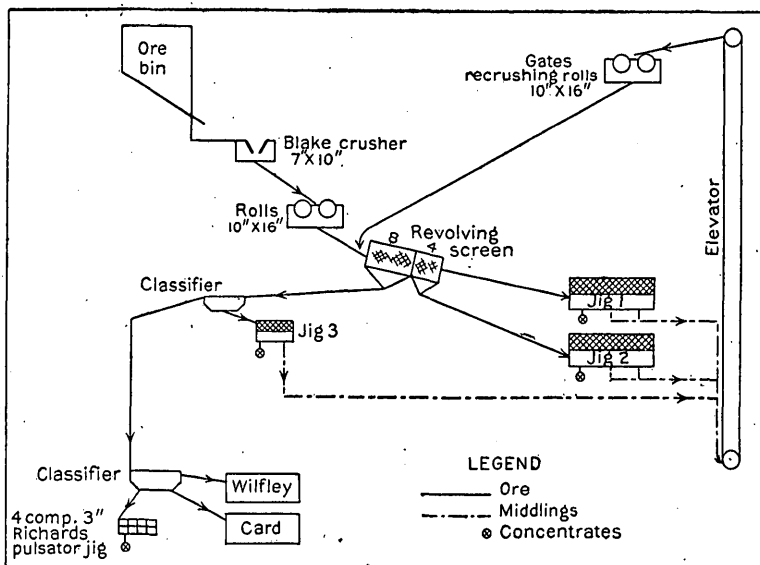 Ore
bin
Gates
recrushing rolls
10"X16"
Blake crusher
7"X10".
Rolls
10"X16"
8
4
Revolving
screen
Elevator
Classifier
Jig 1
Jig 3
Jig 2
Classifier
Wilfley
Card
4 comp. 3"
Richards
pulsator jig
LEGEND
Ore
Middlings
Concentrates